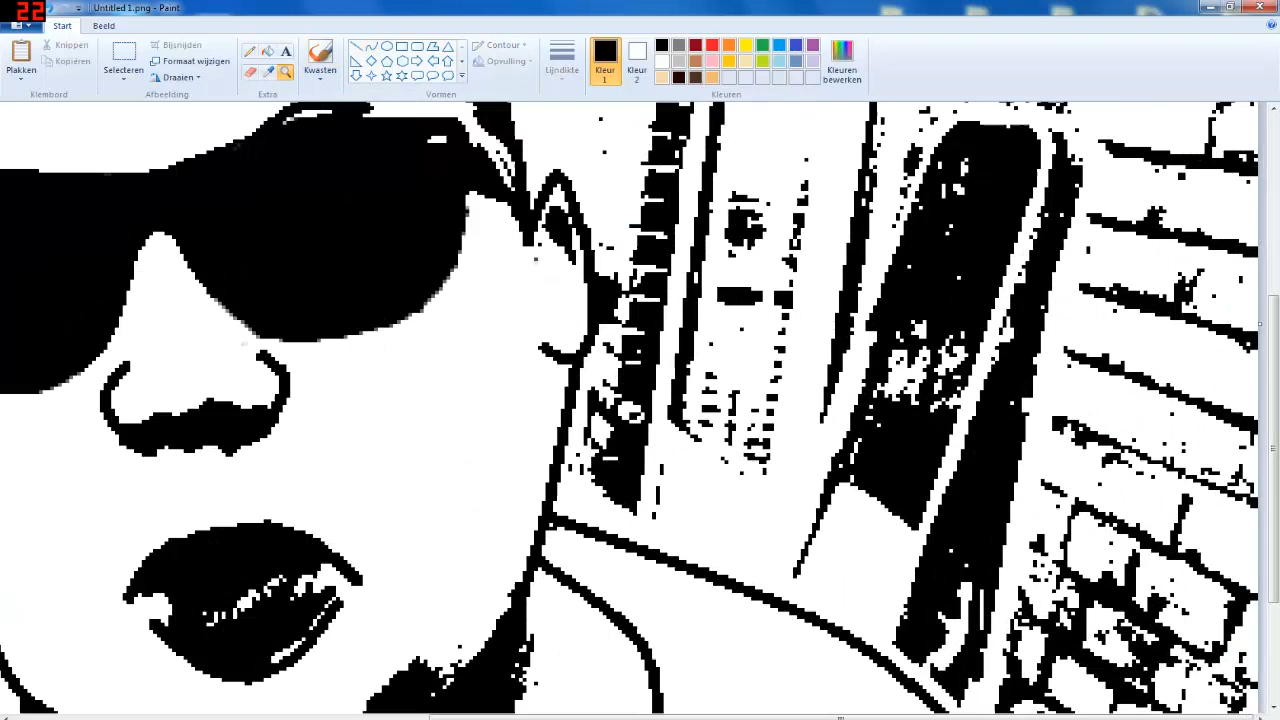 22
Untitled 1.png - Paint
Start
Beeld
Plakken
Knippen
Kopiëren
Klembord
Selecteren
Bijsnijden
Formaat wijzigen
Draaien
Afbeelding
A
Extra
Kwasten
Contour
Opvulling
Vormen
Lijndikte
Kleur
1
Kleur
2
Kleuren
bewerken
Kleuren